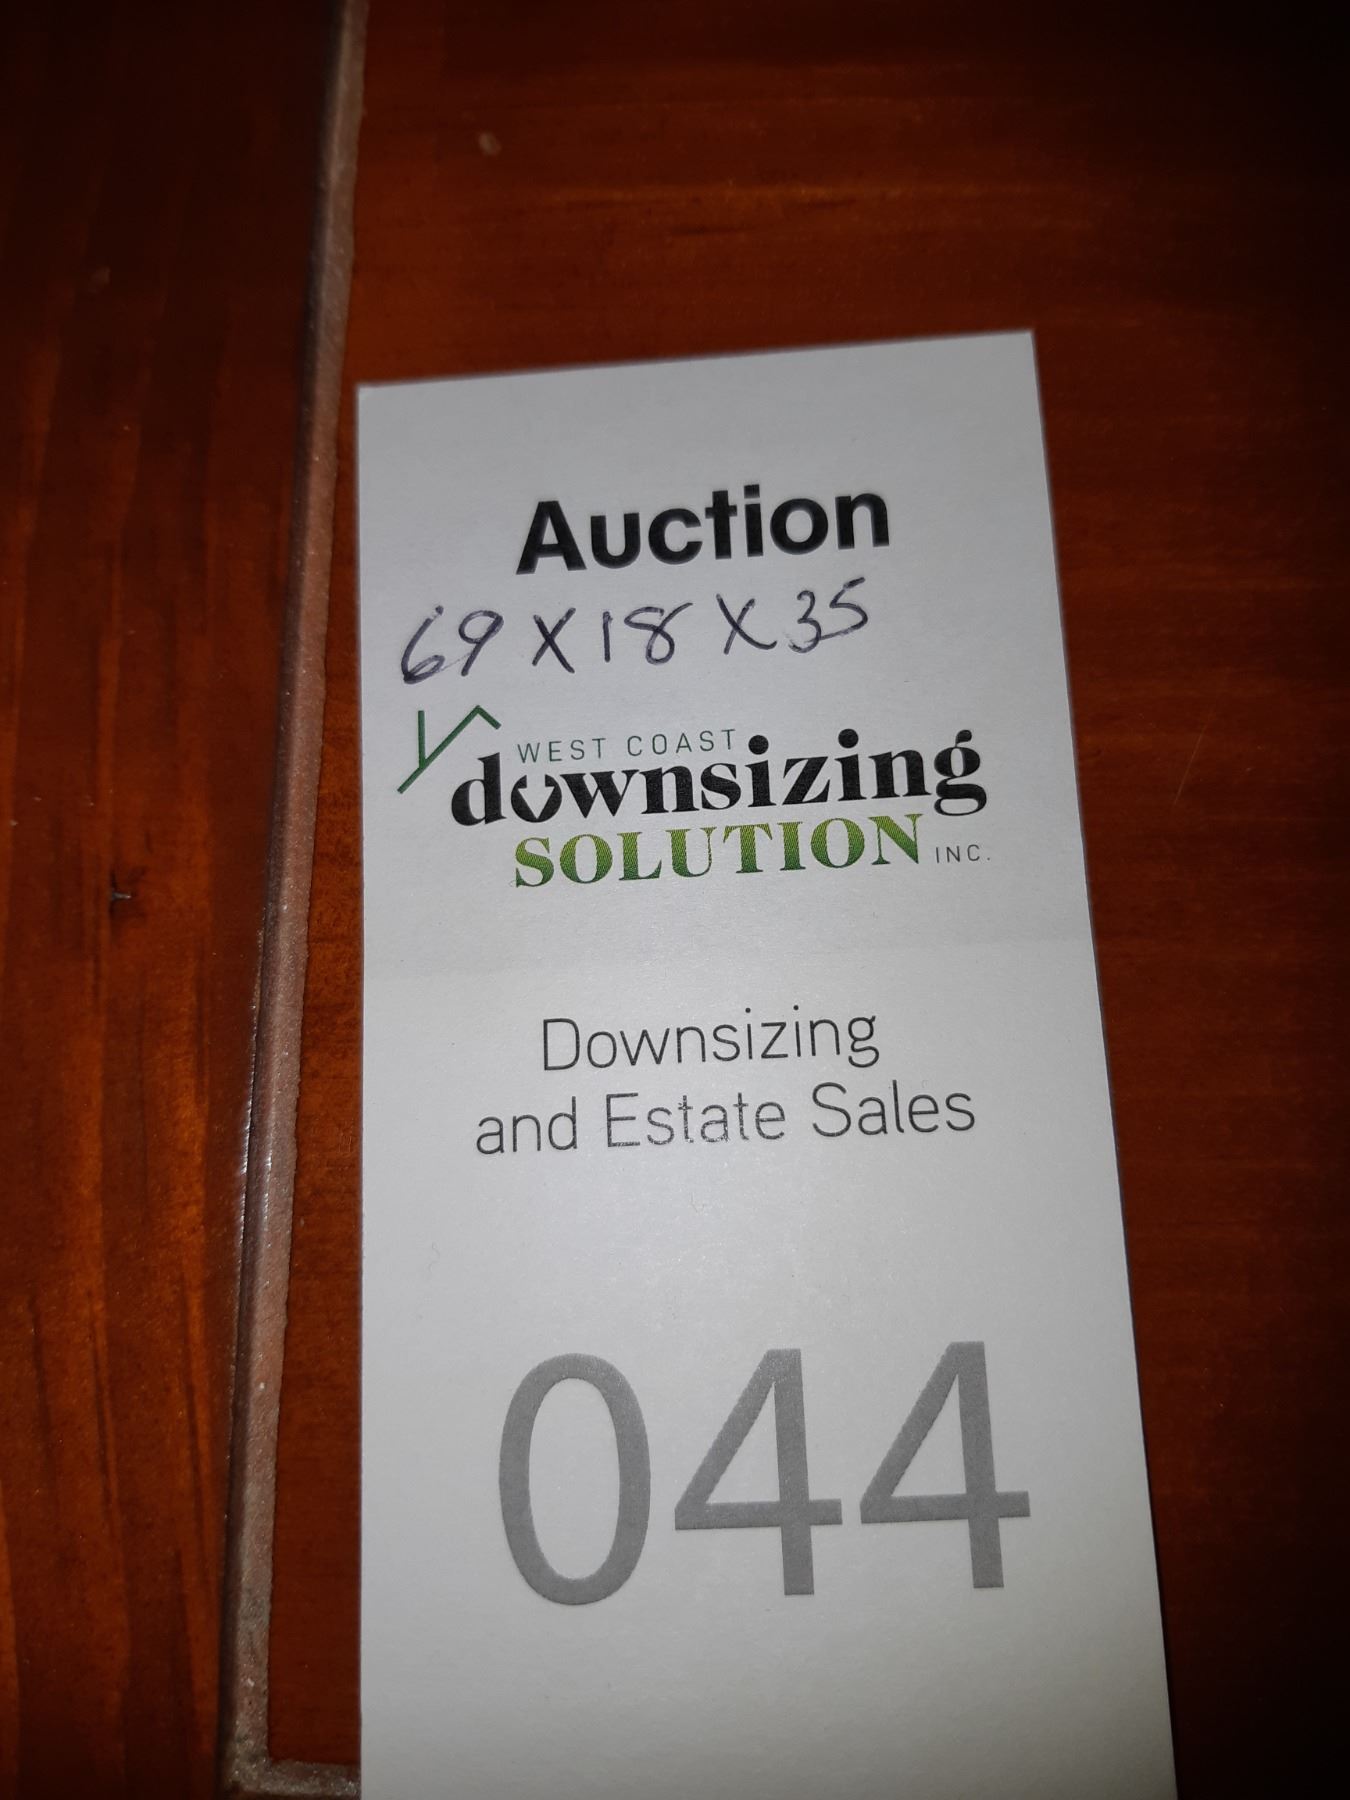 Auction
69 x 18 x 35
WEST COAST
downsizing
SOLUTION INC.
Downsizing
and Estate Sales
044